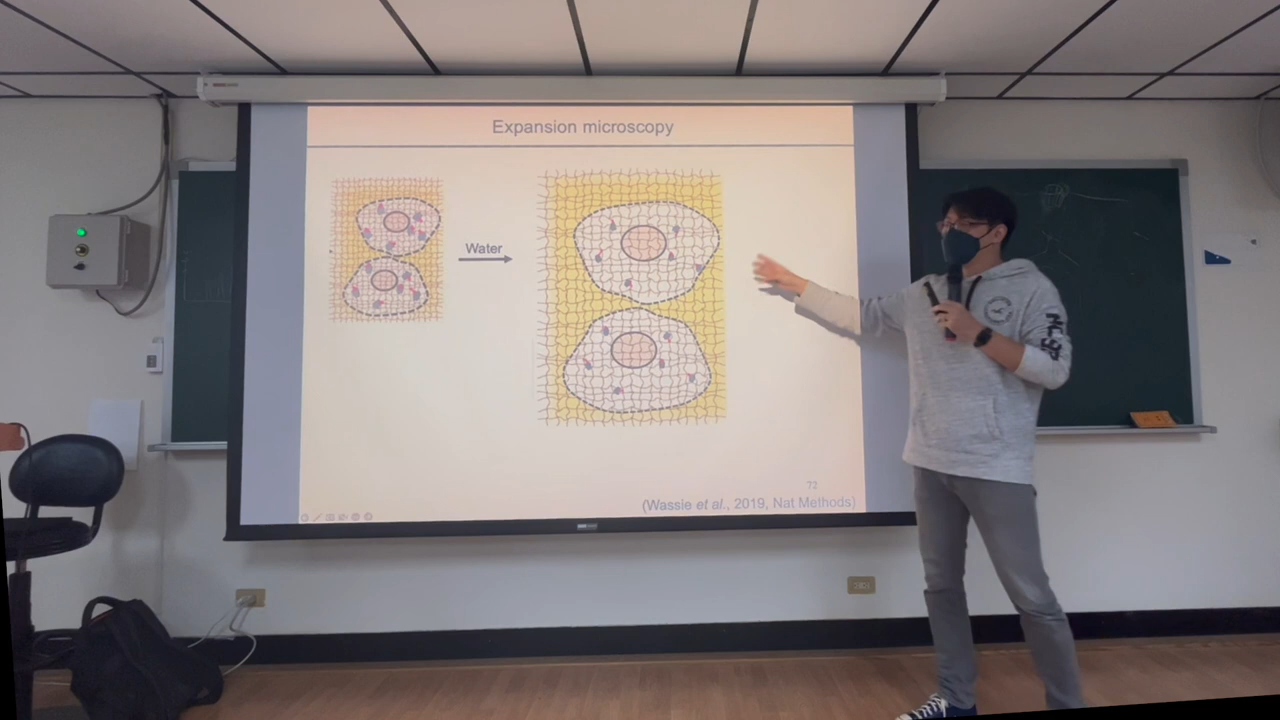 Expansion microscopy
Water
72
(Wassie et al., 2019, Nat Methods)